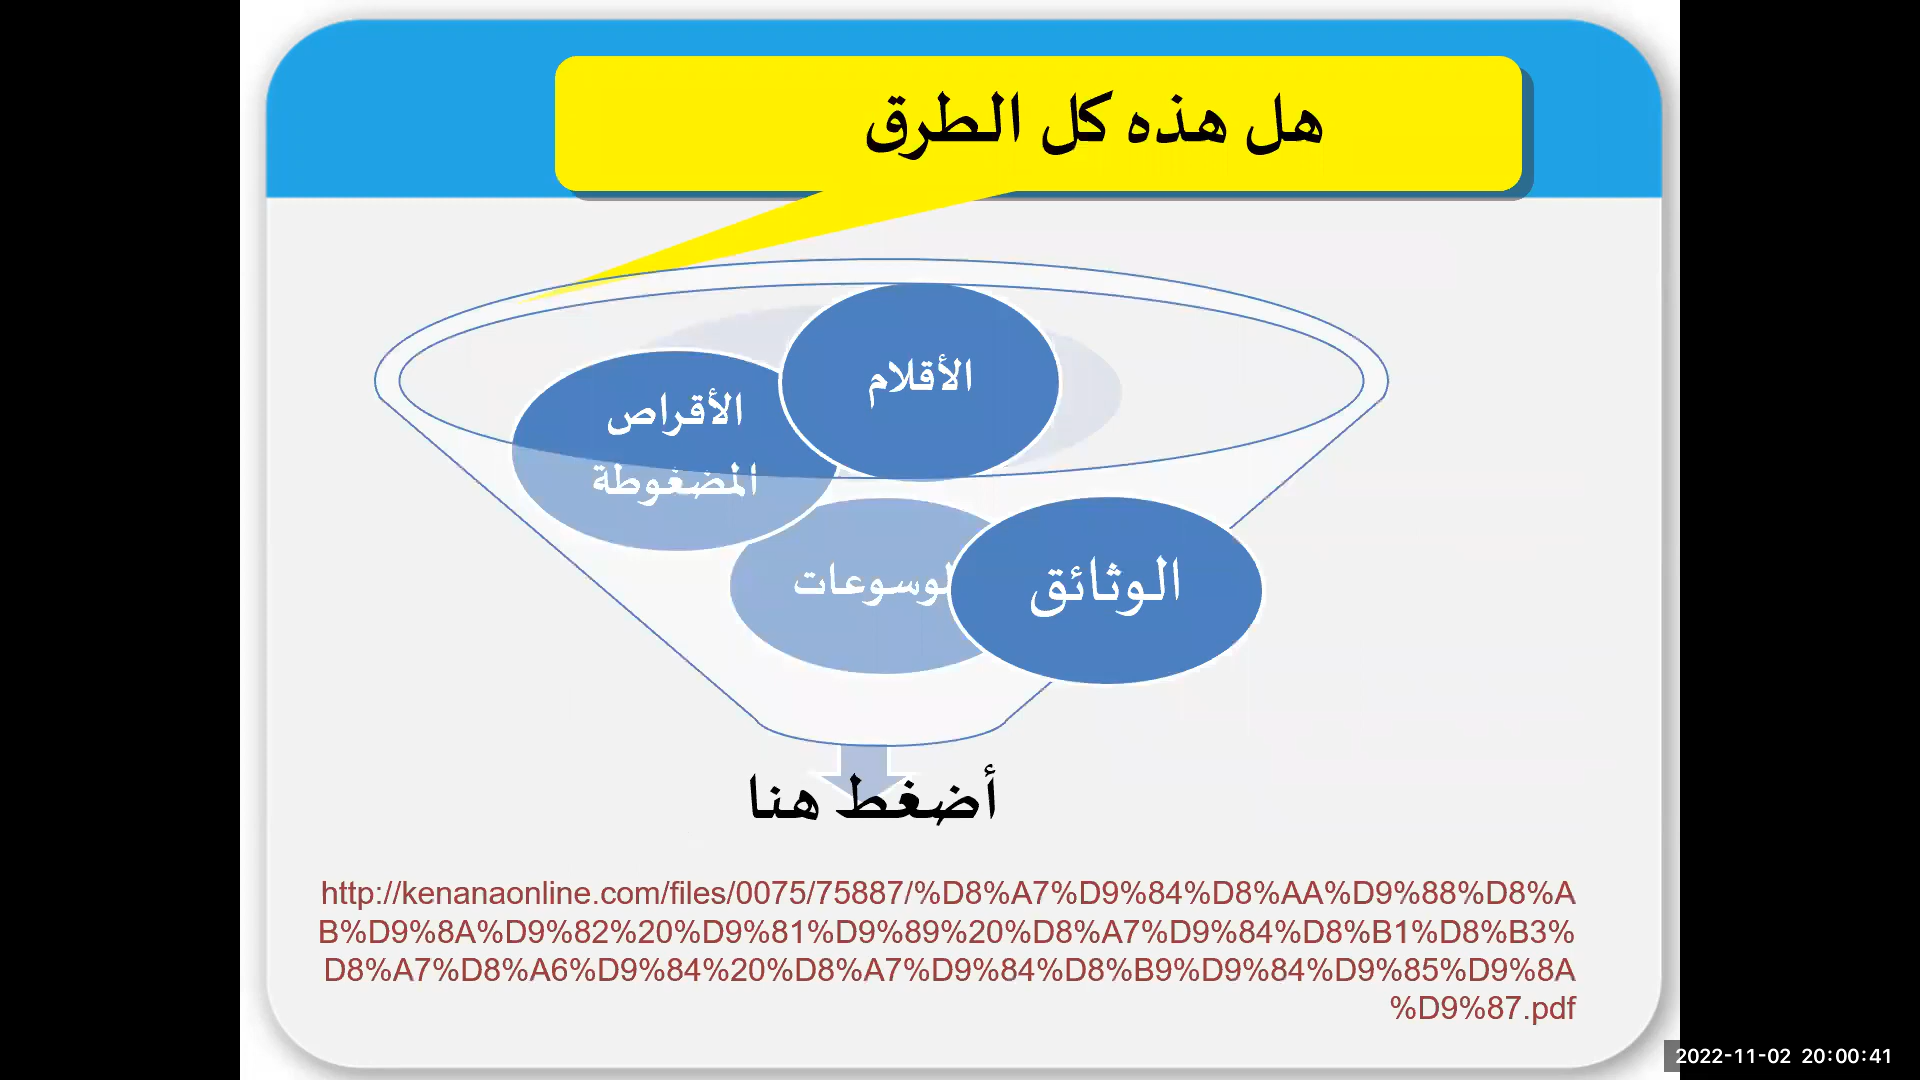 هل هذه كل الطرق
الأقلام
الأقراص
المضغوطة
الوثائق
أضغط هنا
http://kenanaonline.com/files/0075/75887/%D8%A7%D9%84%D8%AA%D9%88%D8%A
B%D9%8A%D9%82%20%D9%81%D9%89%20%D8%A7%D9%84%D8%B1%D8%B3%
D8%A7%D8%A6%D9%84%20%D8%A7%D9%84%D8%B9%D9%84%D9%85%D9%8A
%D9%87.pdf
2022-11-02 20:00:41